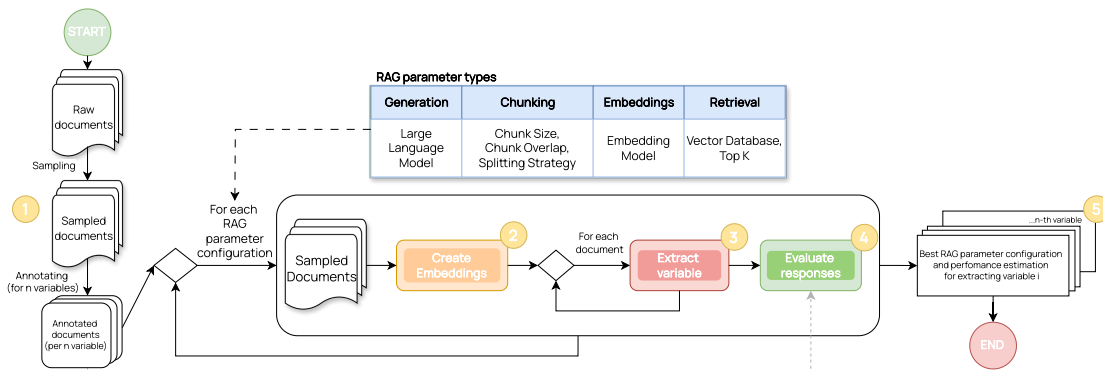 START
Raw
documents
Sampling
1
Sampled
documents
Annotating
(for n variables)
Annotated
documents
(per n variable)
RAG parameter types
Generation
Chunking
Embeddings
Retrieval
Large
Language
Model
Chunk Size,
Chunk Overlap,
Splitting Strategy
Embedding
Model
Vector Database,
Top K
For each
RAG
parameter
configuration
Sampled
Documents
2
Create
Embeddings
For each
document
3
Extract
variable
4
Evaluate
responses
5
...n-th variable
Best RAG parameter configuration
and perfomance estimation
for extracting variable i
END